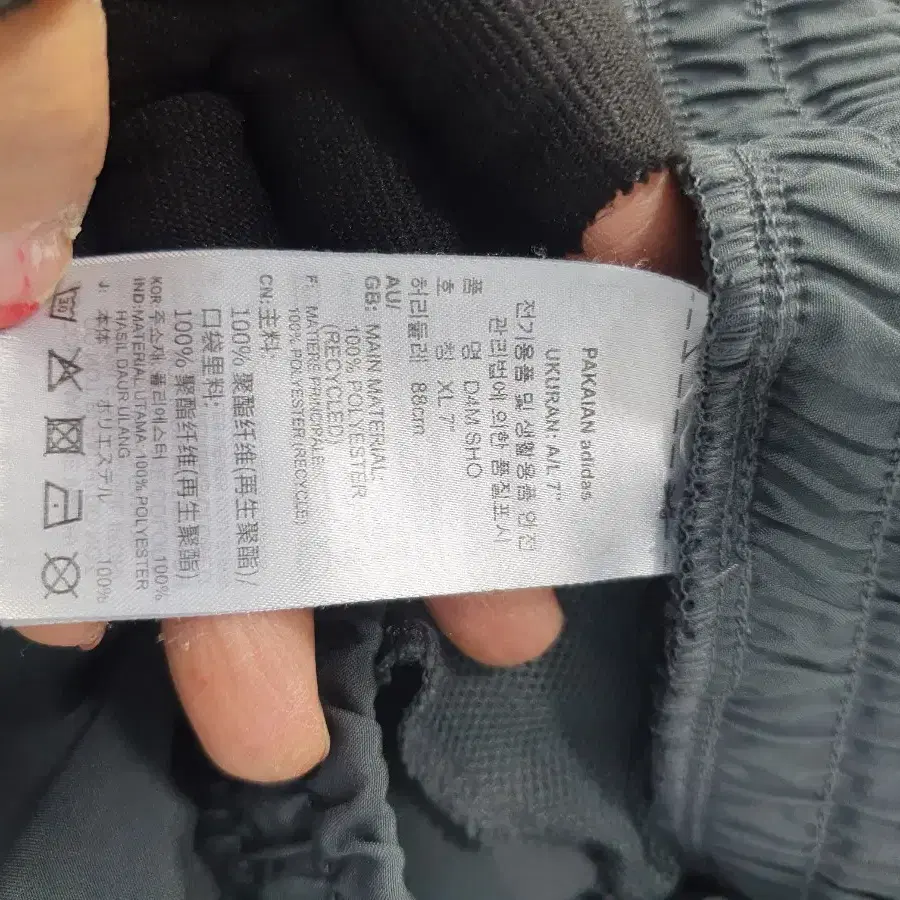 PAKAIAN adidas
UKURAN: A/L 7"
전기용품 및 생활용품 안전
관리법에 의한 품질표시
품 명 D4M SHO
호 칭 XL 7"
허리둘레 88cm
AU/
GB: MAIN MATERIAL:
100% POLYESTER
(RECYCLED)
F: MATIERE PRINCIPALE:
100% POLYESTER (RECYCLE)
CN: 主料:
100% 聚酯纤维(再生聚酯)/
口袋里料:
100% 聚酯纤维(再生聚酯)
KOR 주소재 폴리에스터 100%
IND: MATERIAL UTAMA: 100% POLYESTER
HASIL DAUR ULANG
J: 本体 ポリエステル 100%
30